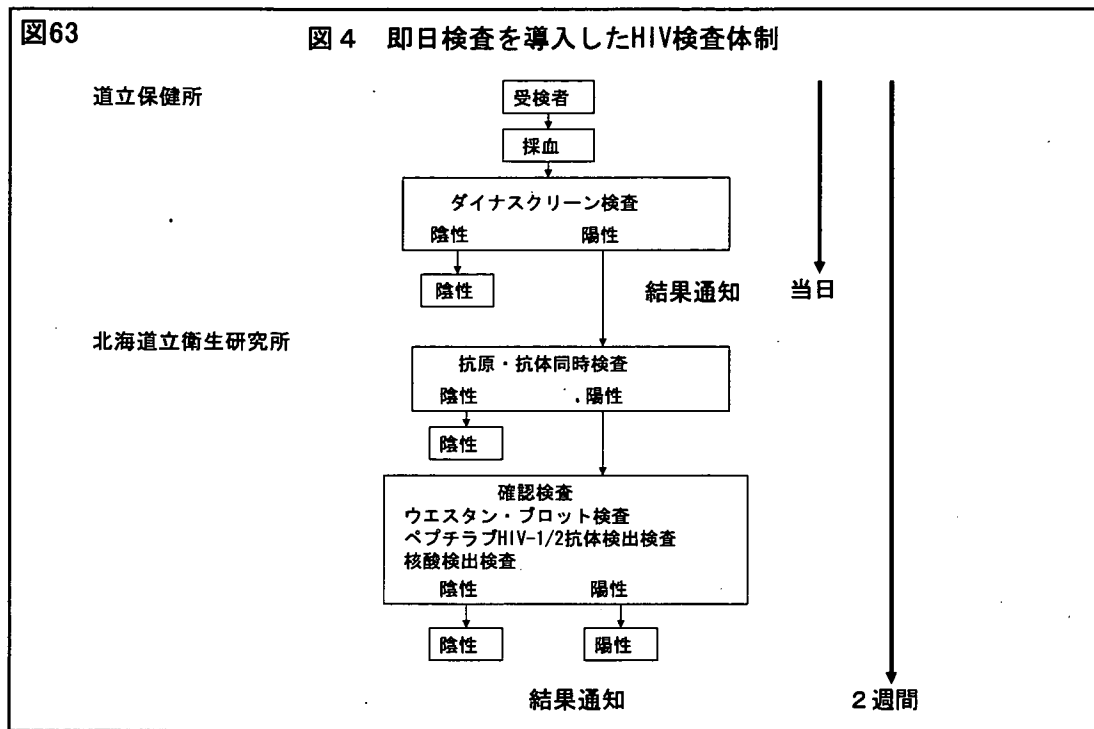 図63
図4 即日検査を導入したHIV検査体制
道立保健所
受検者
採血
ダイナスクリーン検査
陰性 陽性
陰性
結果通知 当日
北海道立衛生研究所
抗原・抗体同時検査
陰性 陽性
陰性
確認検査
ウエスタン・ブロット検査
ペプチラブHIV-1/2抗体検出検査
核酸検出検査
陰性 陽性
陰性 陽性
結果通知 2週間